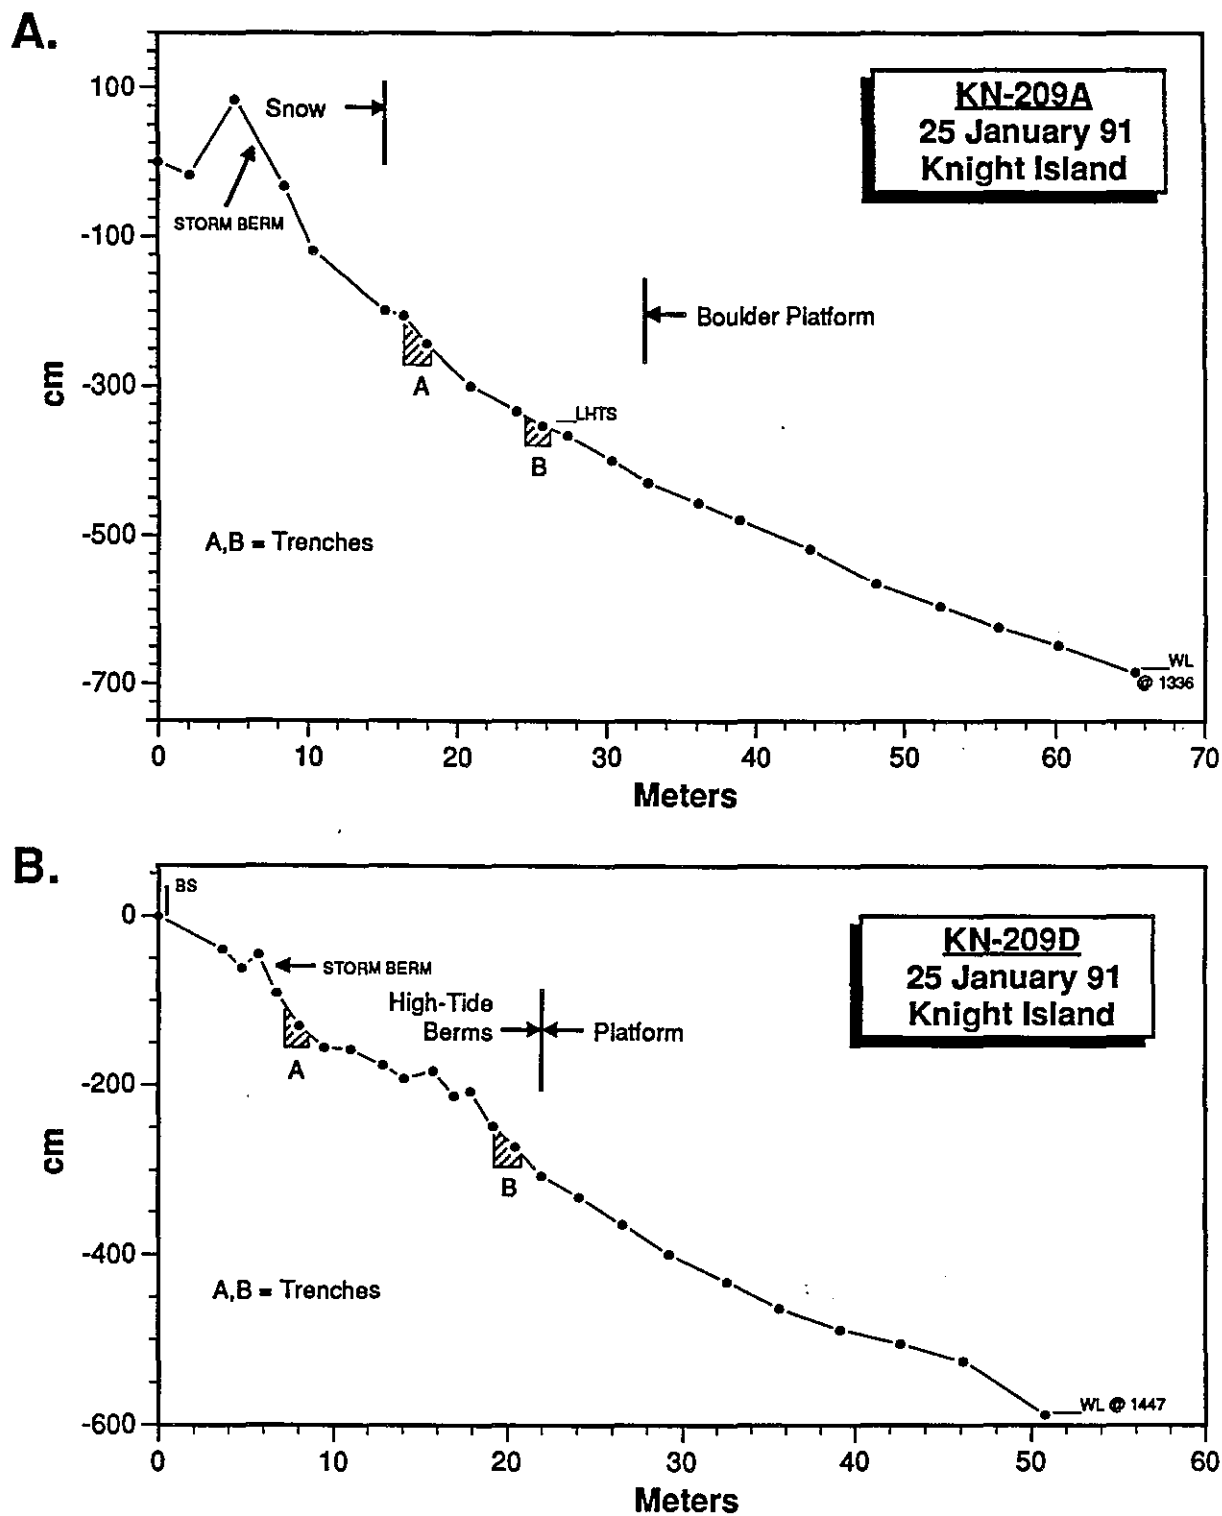 A.
KN-209A
25 January 91
Knight Island
Snow
STORM BERM
Boulder Platform
A
LHTS
B
A,B = Trenches
WL
@ 1336
cm
100
-100
-300
-500
-700
0 10 20 30 40 50 60 70
Meters
B.
BS
KN-209D
25 January 91
Knight Island
STORM BERM
High-Tide
Berms
Platform
A
B
A,B = Trenches
WL @ 1447
cm
0
-200
-400
-600
0 10 20 30 40 50 60
Meters